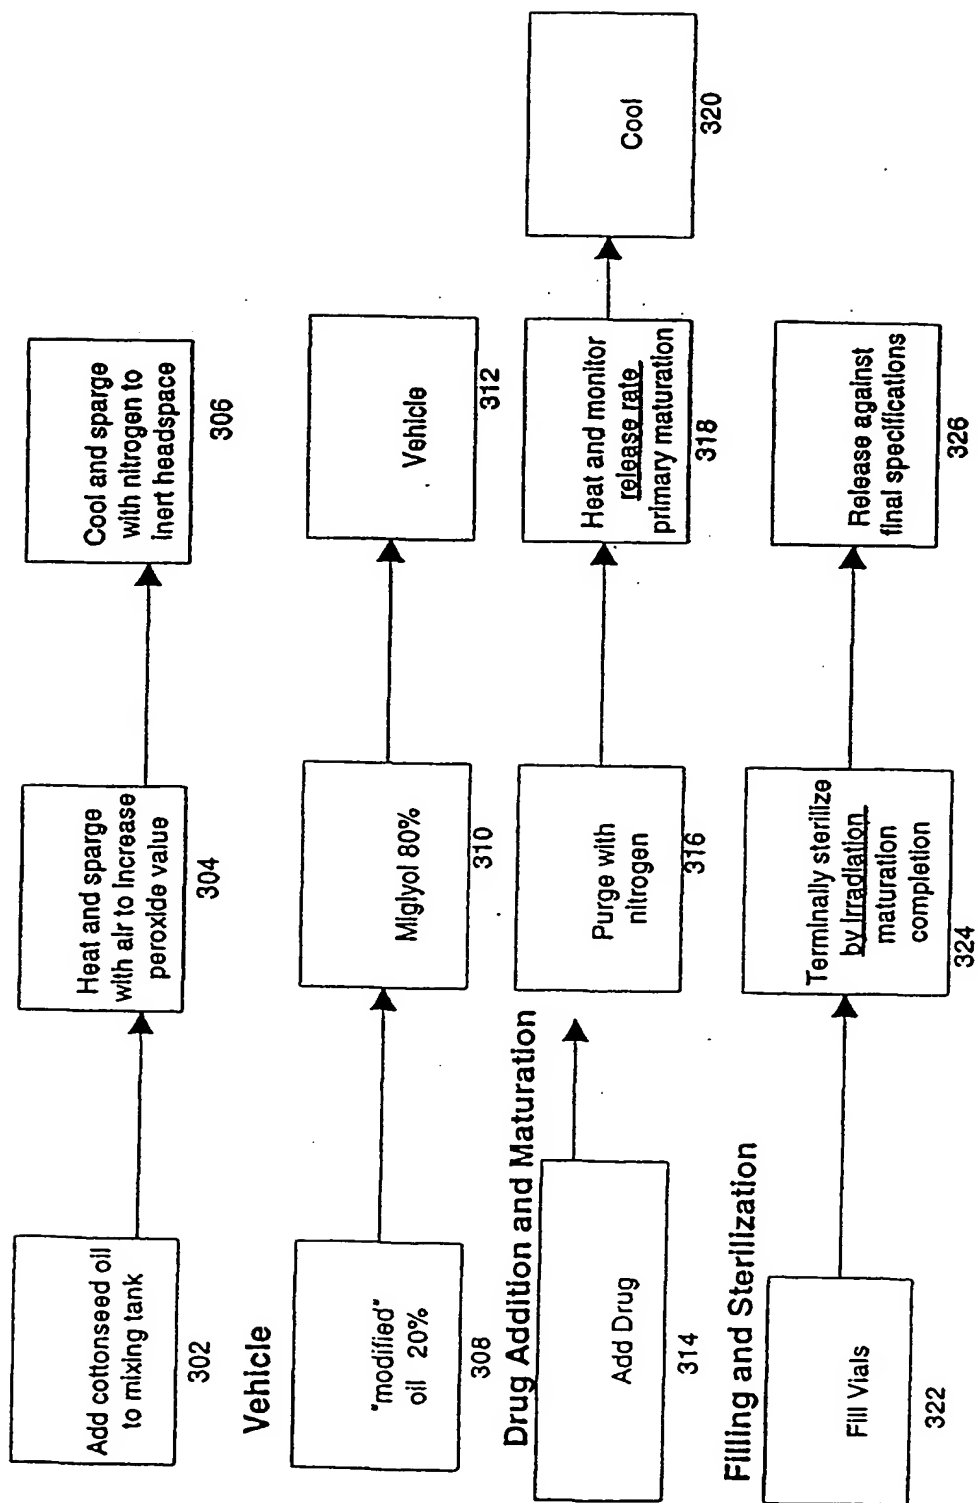 Add cottonseed oil
to mixing tank
302
Heat and sparge
with air to increase
peroxide value
304
Cool and sparge
with nitrogen to
inert headspace
306
Vehicle
"modified"
oil 20%
308
Miglyol 80%
310
Vehicle
312
Drug Addition and Maturation
Add Drug
314
Purge with
nitrogen
316
Heat and monitor
release rate
primary maturation
318
Cool
320
Filling and Sterilization
Fill Vials
322
Terminally sterilize
by irradiation
maturation
completion
324
Release against
final specifications
326